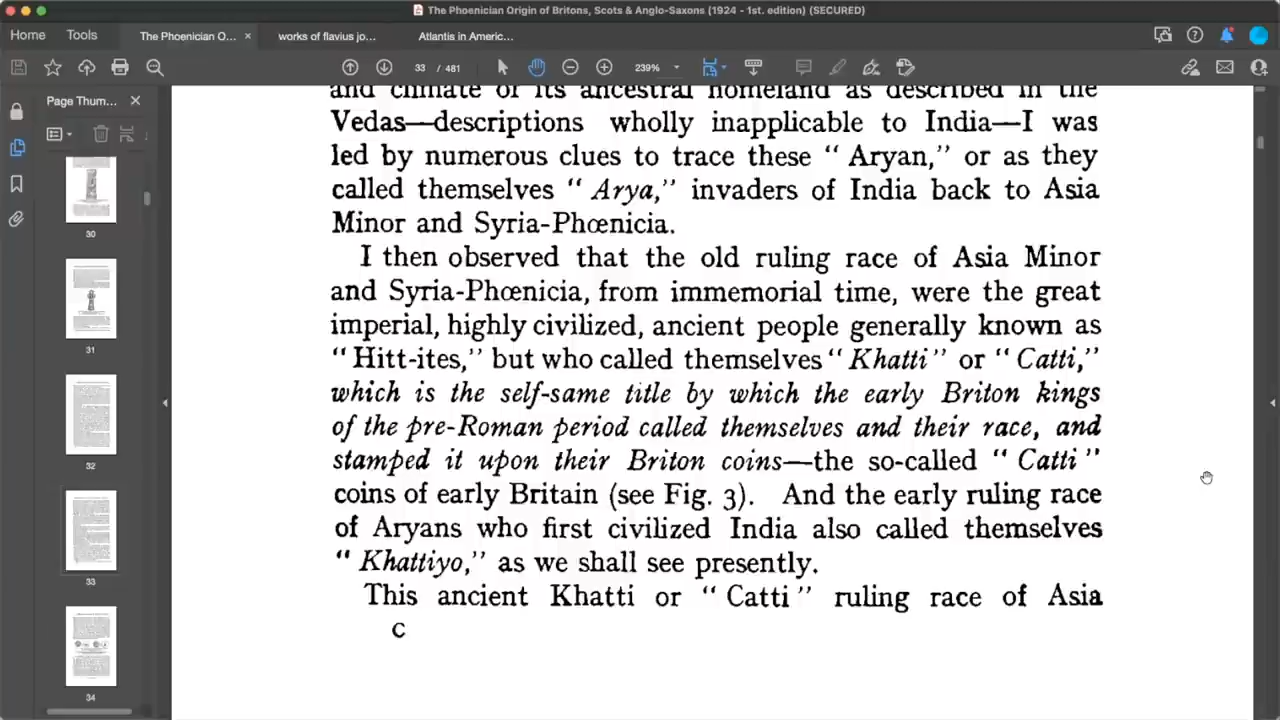 The Phoenician Origin of Britons, Scots & Anglo-Saxons (1924 - 1st. edition) (SECURED)
Home Tools The Phoenician O... × works of flavius jo... Atlantis in Americ...
33 / 481 239%
Page Thum... ×
30
31
32
33
34
and climate of its ancestral homeland as described in the
Vedas—descriptions wholly inapplicable to India—I was
led by numerous clues to trace these “ Aryan,” or as they
called themselves “ Arya,” invaders of India back to Asia
Minor and Syria-Phœnicia.
I then observed that the old ruling race of Asia Minor
and Syria-Phœnicia, from immemorial time, were the great
imperial, highly civilized, ancient people generally known as
“ Hitt-ites,” but who called themselves “ Khatti ” or “ Catti,”
which is the self-same title by which the early Briton kings
of the pre-Roman period called themselves and their race, and
stamped it upon their Briton coins—the so-called “ Catti ”
coins of early Britain (see Fig. 3). And the early ruling race
of Aryans who first civilized India also called themselves
“ Khattiyo,” as we shall see presently.
This ancient Khatti or “ Catti ” ruling race of Asia
C